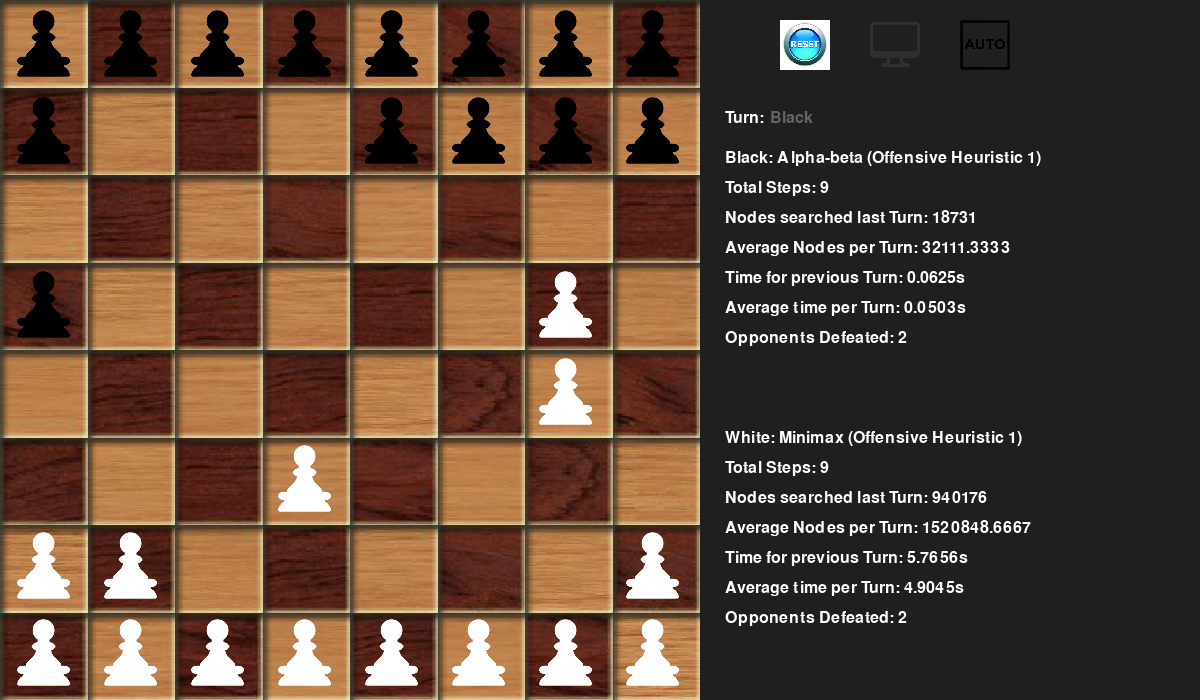 RESET
AUTO
Turn: Black
Black: Alpha-beta (Offensive Heuristic 1)
Total Steps: 9
Nodes searched last Turn: 18731
Average Nodes per Turn: 32111.3333
Time for previous Turn: 0.0625s
Average time per Turn: 0.0503s
Opponents Defeated: 2
White: Minimax (Offensive Heuristic 1)
Total Steps: 9
Nodes searched last Turn: 940176
Average Nodes per Turn: 1520848.6667
Time for previous Turn: 5.7656s
Average time per Turn: 4.9045s
Opponents Defeated: 2